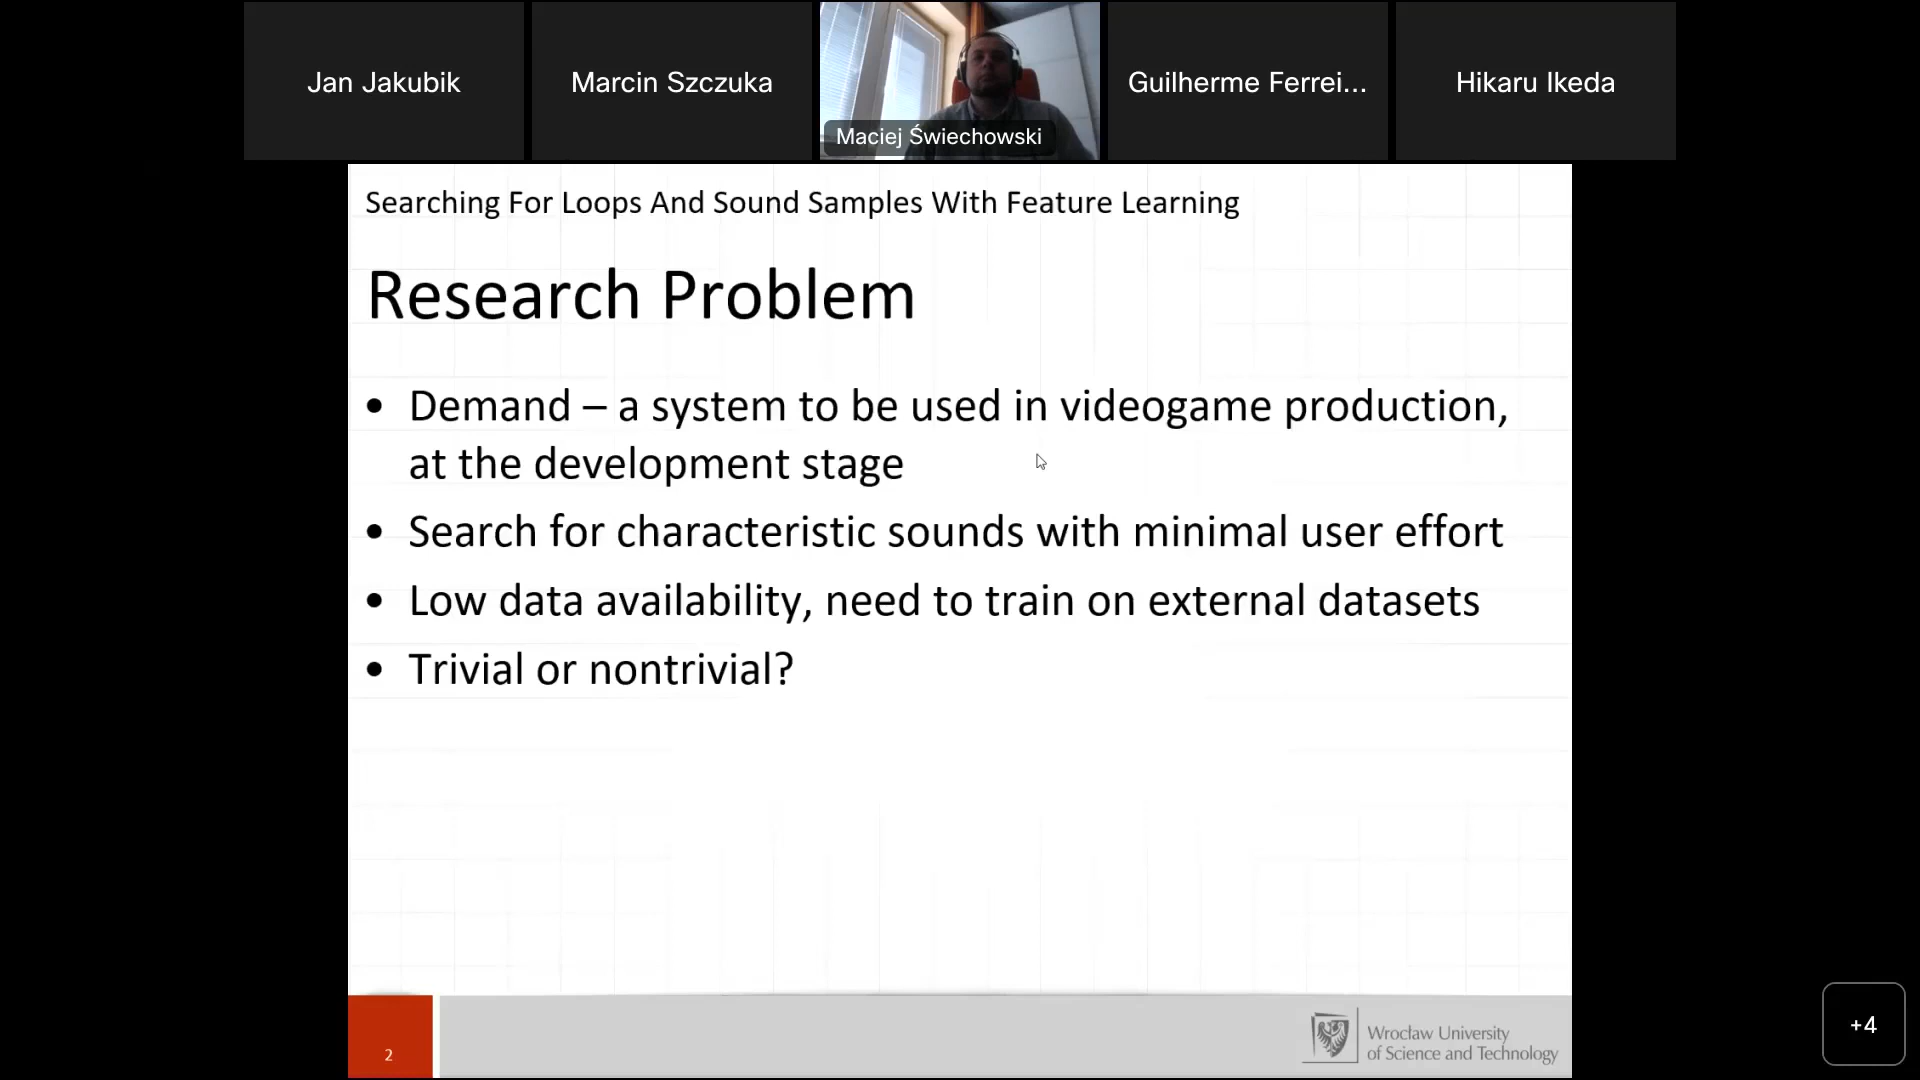 Jan Jakubik
Marcin Szczuka
Maciej Świechowski
Guilherme Ferrei...
Hikaru Ikeda
Searching For Loops And Sound Samples With Feature Learning
Research Problem
• Demand – a system to be used in videogame production,
at the development stage
• Search for characteristic sounds with minimal user effort
• Low data availability, need to train on external datasets
• Trivial or nontrivial?
2
Wrocław University
of Science and Technology
+4